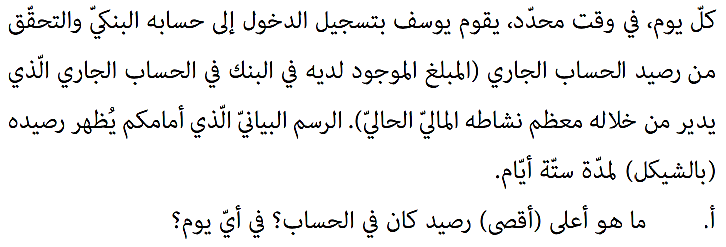 كلّ يوم، في وقت محدّد، يقوم يوسف بتسجيل الدخول إلى حسابه البنكيّ والتحقّق
من رصيد الحساب الجاري (المبلغ الموجود لديه في البنك في الحساب الجاري الّذي
يدير من خلاله معظم نشاطه الماليّ الحاليّ). الرسم البيانيّ الّذي أمامكم يُظهر رصيده
(بالشيكل) لمدّة ستّة أيّام.
أ. ما هو أعلى (أقصى) رصيد كان في الحساب؟ في أيّ يوم؟